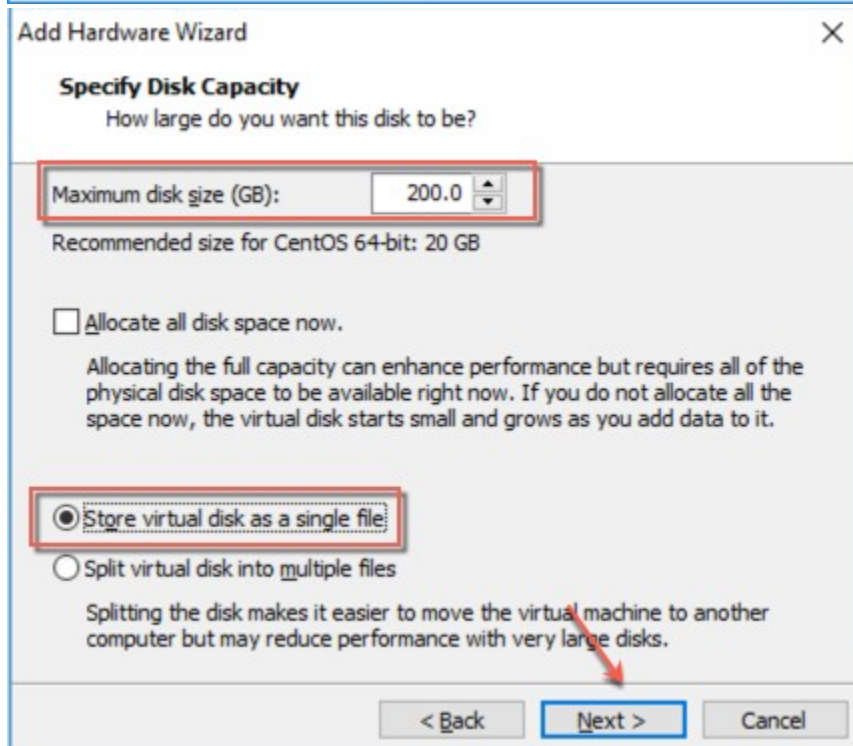 Add Hardware Wizard
Specify Disk Capacity
How large do you want this disk to be?
Maximum disk size (GB): 200.0
Recommended size for CentOS 64-bit: 20 GB
Allocate all disk space now.
Allocating the full capacity can enhance performance but requires all of the
physical disk space to be available right now. If you do not allocate all the
space now, the virtual disk starts small and grows as you add data to it.
Store virtual disk as a single file
Split virtual disk into multiple files
Splitting the disk makes it easier to move the virtual machine to another
computer but may reduce performance with very large disks.
< Back Next > Cancel